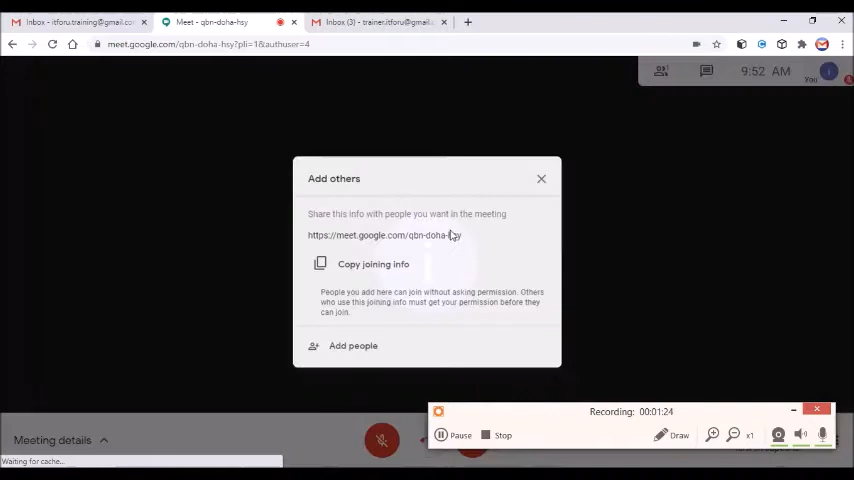 Inbox - itforu.training@gmail.con
Meet - qbn-doha-hsy
Inbox (3) - trainer.itforu@gmail.
meet.google.com/qbn-doha-hsy?pli=1&authuser=4
9:52 AM
You
i
Add others
Share this info with people you want in the meeting
https://meet.google.com/qbn-doha-hsy
Copy joining info
People you add here can join without asking permission. Others
who use this joining info must get your permission before they
can join.
Add people
Recording: 00:01:24
Pause
Stop
Draw
x1
Meeting details
Waiting for cache...